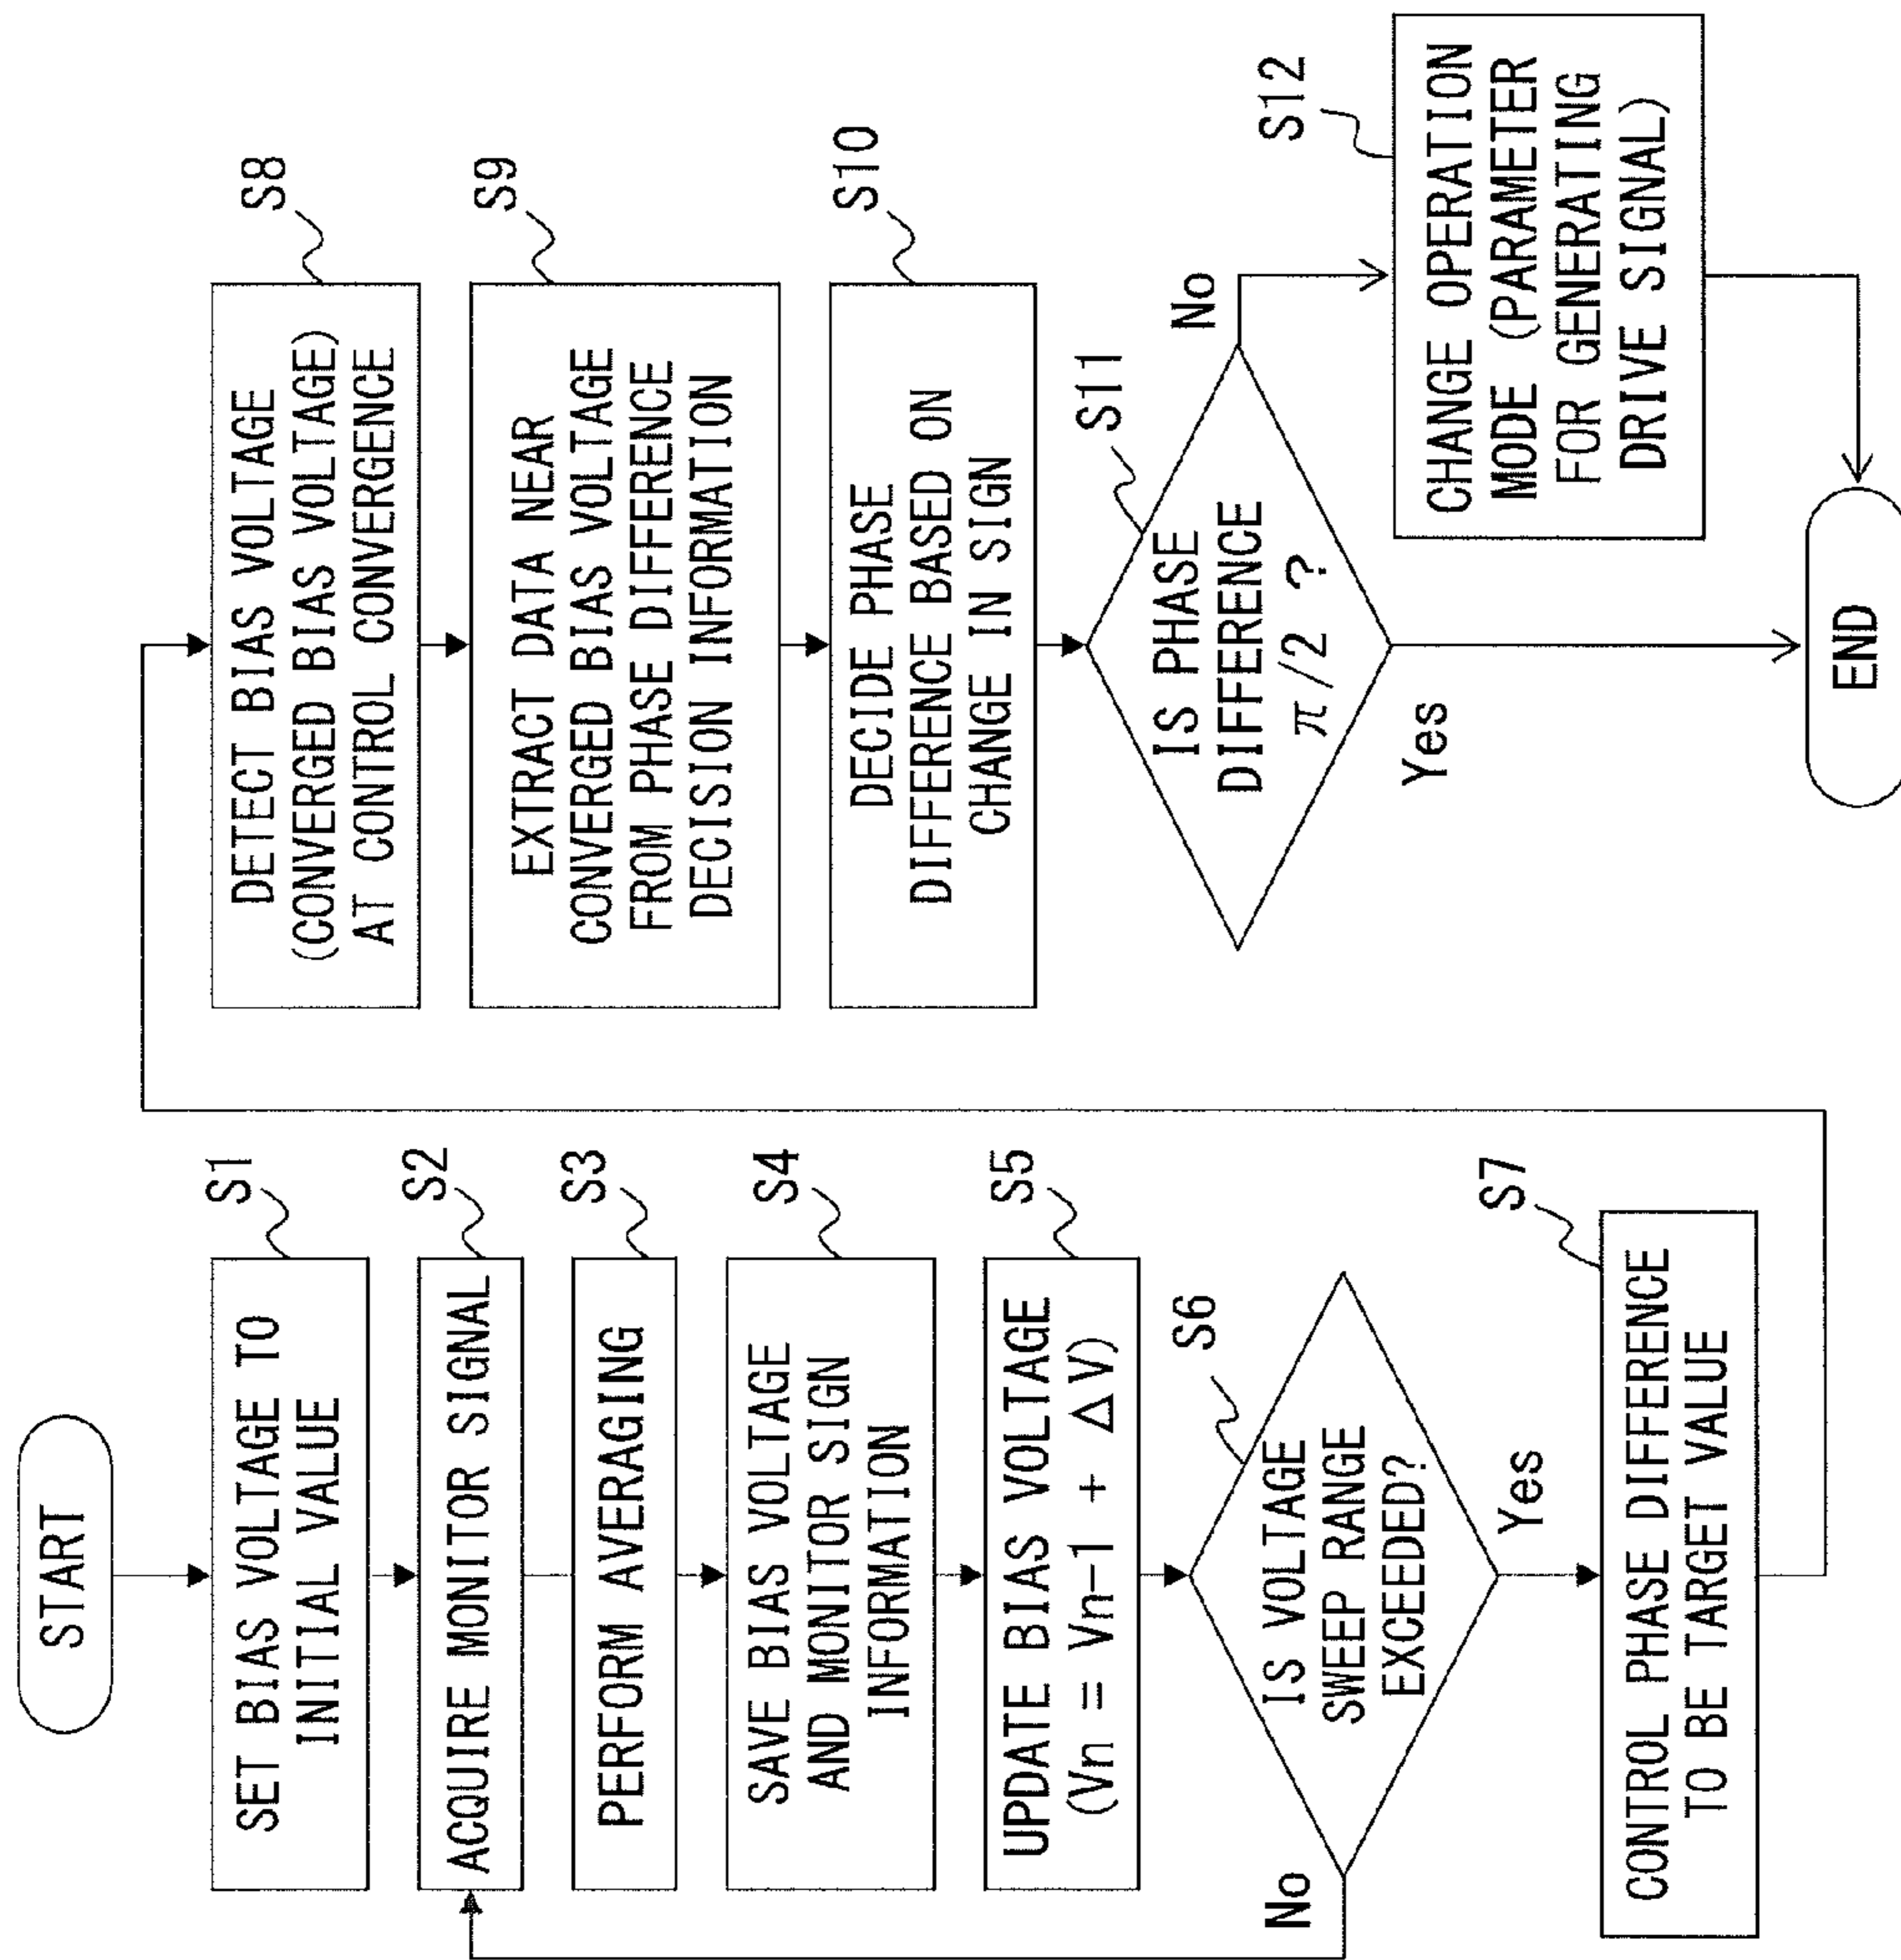 START
S1
SET BIAS VOLTAGE TO
INITIAL VALUE
S2
ACQUIRE MONITOR SIGNAL
S3
PERFORM AVERAGING
S4
SAVE BIAS VOLTAGE
AND MONITOR SIGN
INFORMATION
S5
UPDATE BIAS VOLTAGE
(Vn = Vn-1 + ΔV)
S6
IS VOLTAGE
SWEEP RANGE
EXCEEDED?
No
Yes
S7
CONTROL PHASE DIFFERENCE
TO BE TARGET VALUE
S8
DETECT BIAS VOLTAGE
(CONVERGED BIAS VOLTAGE)
AT CONTROL CONVERGENCE
S9
EXTRACT DATA NEAR
CONVERGED BIAS VOLTAGE
FROM PHASE DIFFERENCE
DECISION INFORMATION
S10
DECIDE PHASE
DIFFERENCE BASED ON
CHANGE IN SIGN
S11
IS PHASE
DIFFERENCE
π/2 ?
No
Yes
S12
CHANGE OPERATION
MODE (PARAMETER
FOR GENERATING
DRIVE SIGNAL)
END